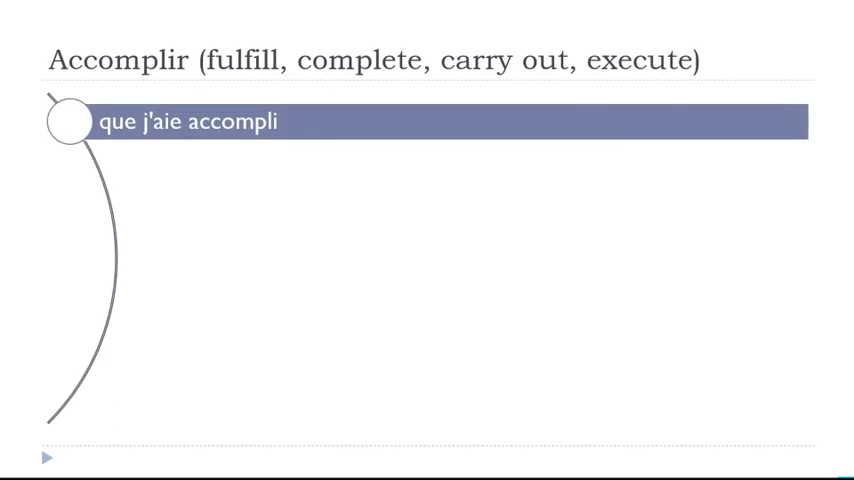 Accomplir (fulfill, complete, carry out, execute)
que j'aie accompli